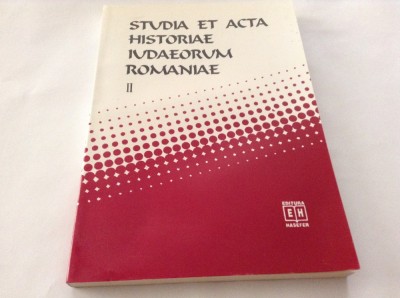 STUDIA ET ACTA
HISTORIAE
IUDAEORUM
ROMANIAE
II
EDITURA
EH
HASEFER